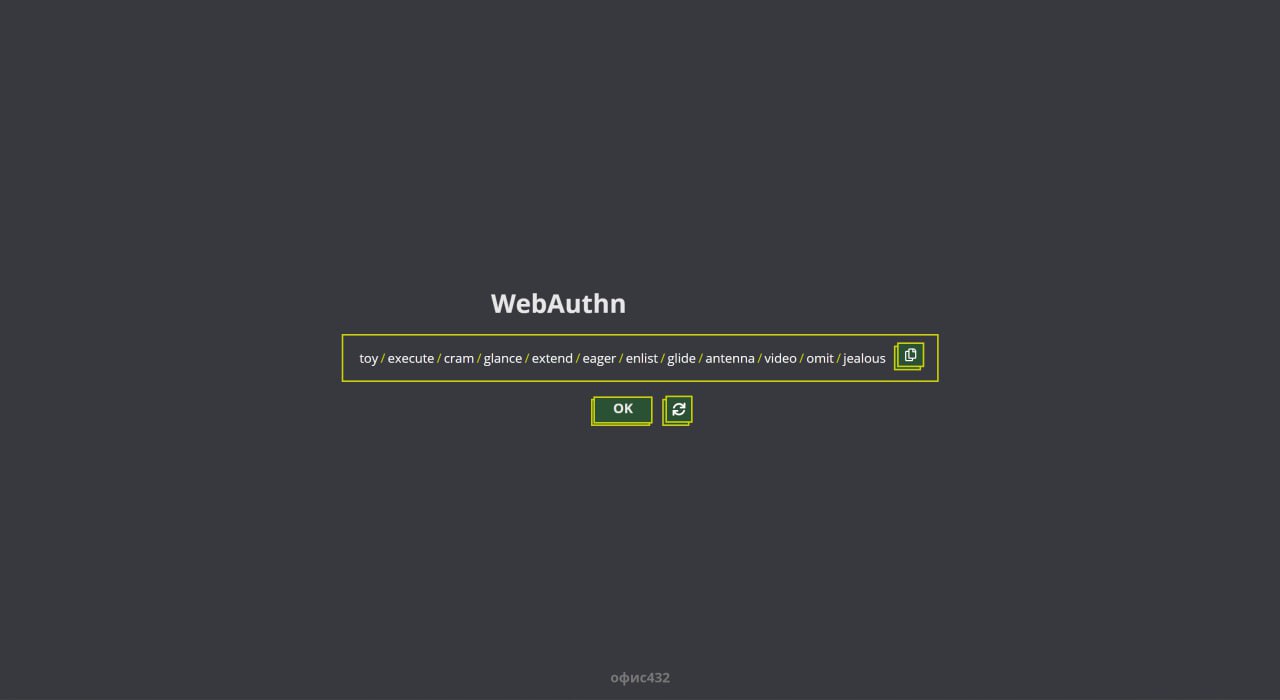 WebAuthn
toy / execute / cram / glance / extend / eager / enlist / glide / antenna / video / omit / jealous
OK
офис432